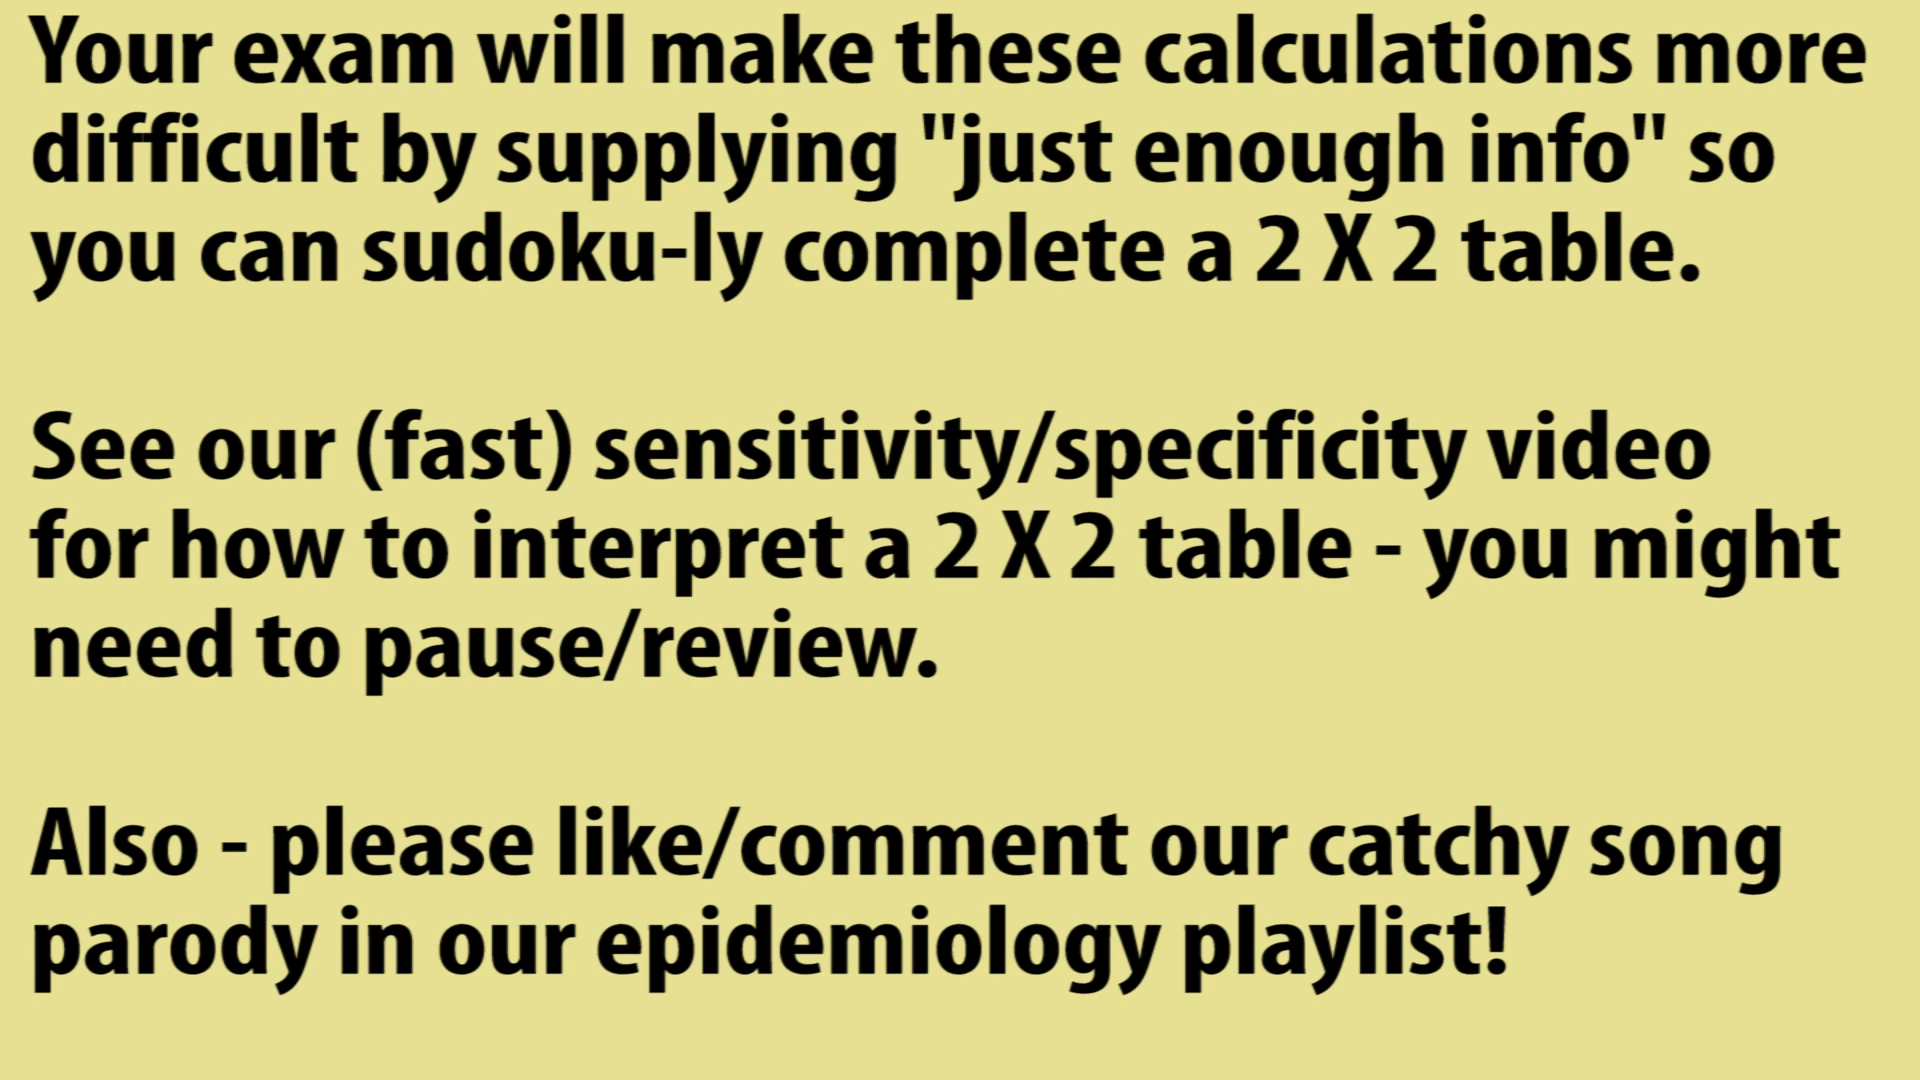 Your exam will make these calculations more
difficult by supplying "just enough info" so
you can sudoku-ly complete a 2 X 2 table.
See our (fast) sensitivity/specificity video
for how to interpret a 2 X 2 table - you might
need to pause/review.
Also - please like/comment our catchy song
parody in our epidemiology playlist!